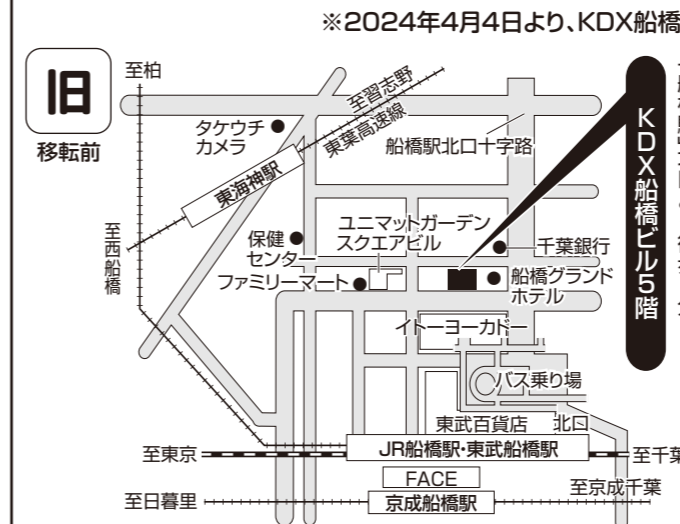 ※2024年4月4日より、KDX船橋
旧
移転前
至柏
至習志野
東葉高速線
タケウチ
カメラ
船橋駅北口十字路
東海神駅
KDX船橋ビル5階
至西船橋
保健
センター
ユニマットガーデン
スクエアビル
千葉銀行
ファミリーマート
船橋グランド
ホテル
イトーヨーカドー
バス乗り場
東武百貨店
北口
至東京
JR船橋駅・東武船橋駅
至千葉
FACE
至京成千葉
至日暮里
京成船橋駅